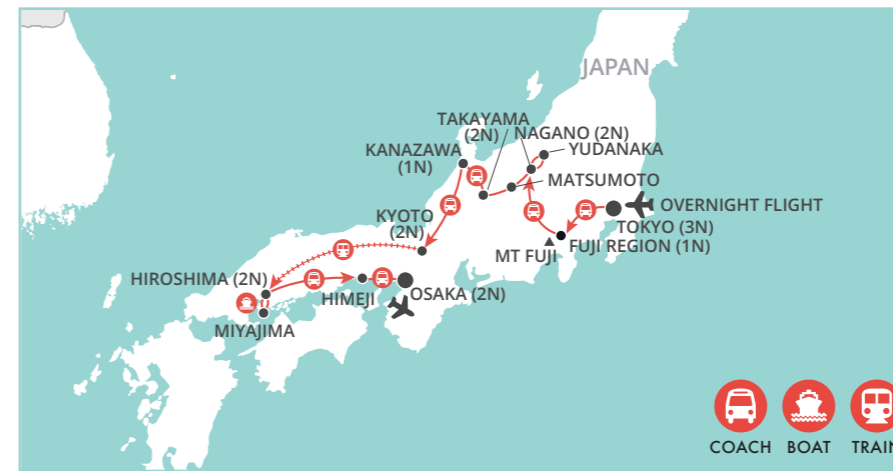 JAPAN
TAKAYAMA
(2N)
NAGANO (2N)
YUDANAKA
KANAZAWA
(1N)
MATSUMOTO
OVERNIGHT FLIGHT
TOKYO (3N)
FUJI REGION (1N)
MT FUJI
KYOTO
(2N)
HIROSHIMA (2N)
HIMEJI
OSAKA (2N)
MIYAJIMA
COACH BOAT TRAIN